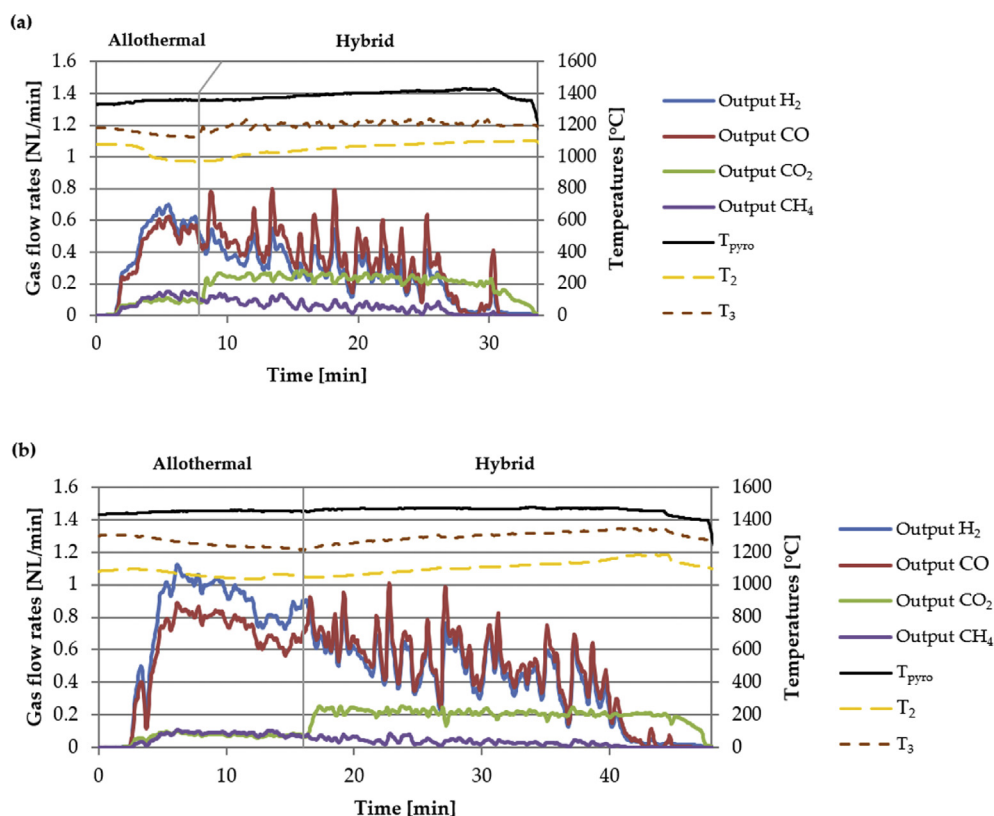 (a)
Allothermal Hybrid
Gas flow rates [NL/min]
1.6
1.4
1.2
1
0.8
0.6
0.4
0.2
0
1600
1400
1200
1000
800
600
400
200
0
Temperatures [°C]
0 10 20 30
Time [min]
Output H₂
Output CO
Output CO₂
Output CH₄
Tpyro
T₂
T₃
(b)
Allothermal Hybrid
Gas flow rates [NL/min]
1.6
1.4
1.2
1
0.8
0.6
0.4
0.2
0
1600
1400
1200
1000
800
600
400
200
0
Temperatures [°C]
0 10 20 30 40
Time [min]
Output H₂
Output CO
Output CO₂
Output CH₄
Tpyro
T₂
T₃